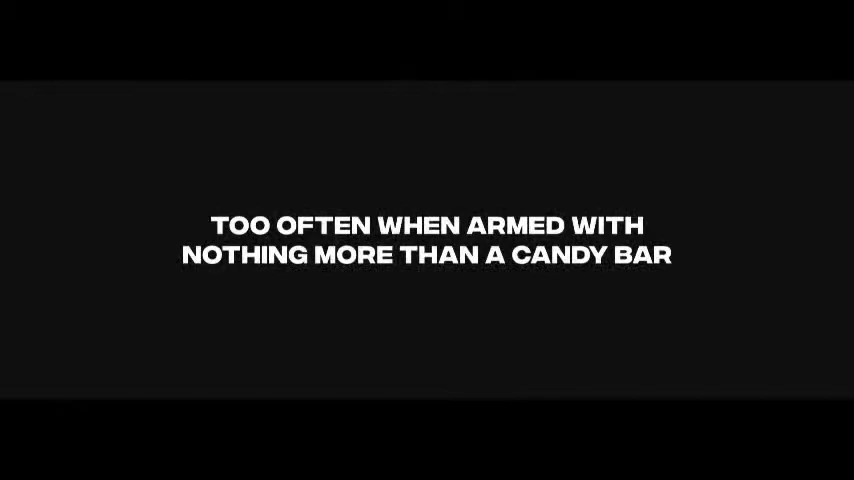 TOO OFTEN WHEN ARMED WITH
NOTHING MORE THAN A CANDY BAR